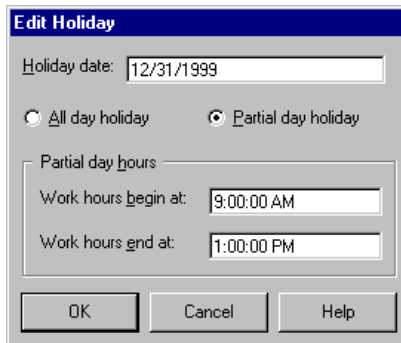 Edit Holiday
Holiday date: 12/31/1999
All day holiday Partial day holiday
Partial day hours
Work hours begin at: 9:00:00 AM
Work hours end at: 1:00:00 PM
OK Cancel Help